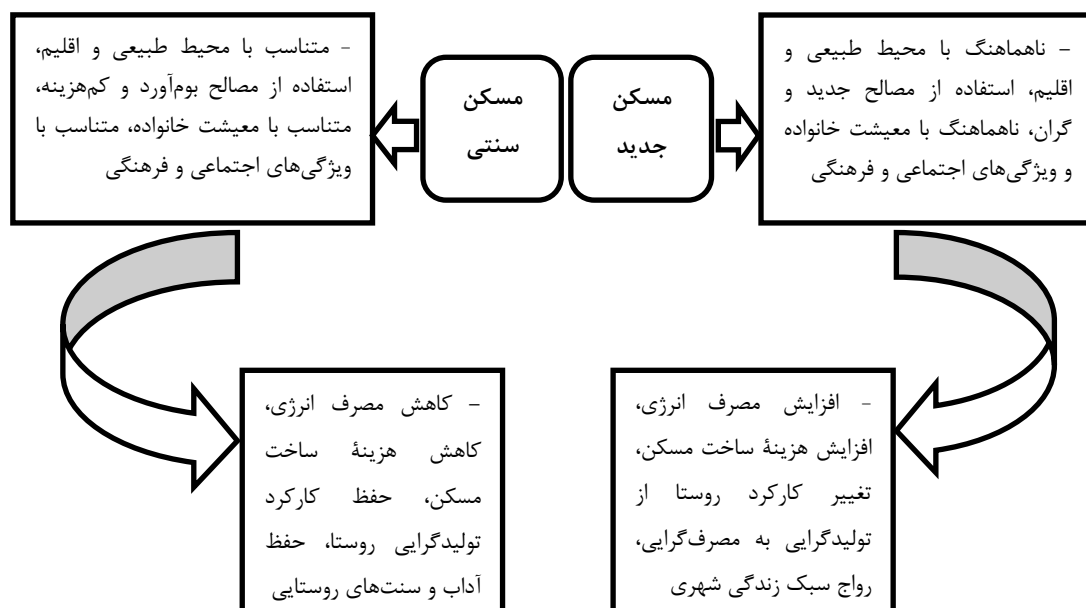 – ناهماهنگ با محیط طبیعی و
اقلیم، استفاده از مصالح جدید و
گران، ناهماهنگ با معیشت خانواده
و ویژگی‌های اجتماعی و فرهنگی
مسکن
جدید
مسکن
سنتی
– متناسب با محیط طبیعی و اقلیم،
استفاده از مصالح بوم‌آورد و کم‌هزینه،
متناسب با معیشت خانواده، متناسب با
ویژگی‌های اجتماعی و فرهنگی
– افزایش مصرف انرژی،
افزایش هزینهٔ ساخت مسکن،
تغییر کارکرد روستا از
تولیدگرایی به مصرف‌گرایی،
رواج سبک زندگی شهری
– کاهش مصرف انرژی،
کاهش هزینهٔ ساخت
مسکن، حفظ کارکرد
تولیدگرایی روستا، حفظ
آداب و سنت‌های روستایی